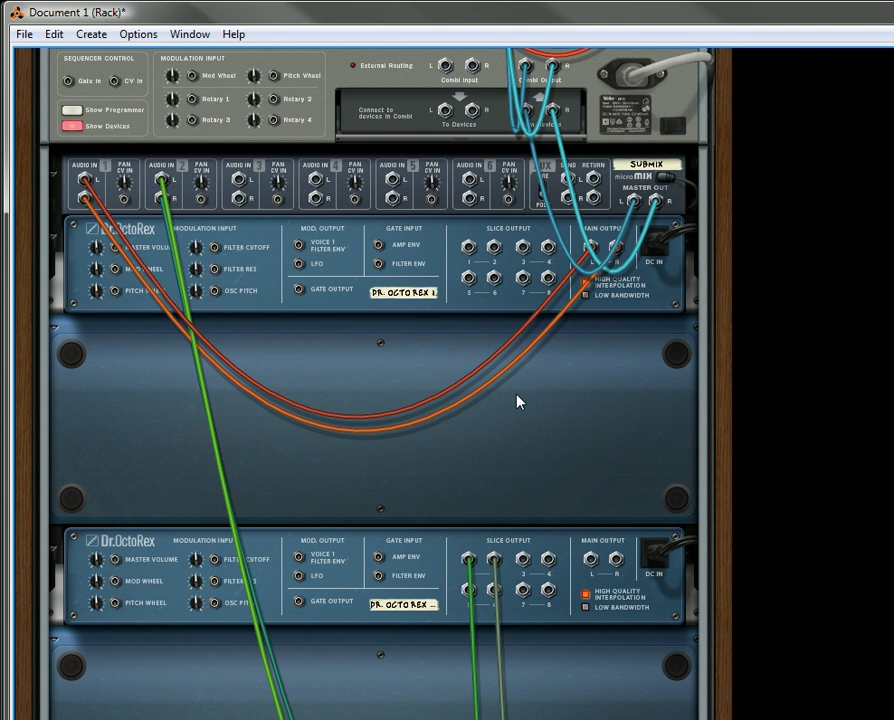 Document 1 (Rack)*
File Edit Create Options Window Help
SEQUENCER CONTROL
Gate In CV In
Show Programmer
Show Devices
MODULATION INPUT
Mod Wheel Pitch Wheel
Rotary 1 Rotary 2
Rotary 3 Rotary 4
External Routing L R L R
Combi Input Combi Output
Connect to
devices in Combi
L R R
To Devices
AUDIO IN 1 PAN CV IN L R
AUDIO IN 2 PAN CV IN L R
AUDIO IN 3 PAN CV IN L R
AUDIO IN 4 PAN CV IN L R
AUDIO IN 5 PAN CV IN L R
AUDIO IN 6 PAN CV IN L R
RETURN
L
R
SUBMIX
microMIX
MASTER OUT
L R
Dr.OctoRex
MODULATION INPUT
FILTER CUTOFF
FILTER RES
OSC PITCH
MOD. OUTPUT
VOICE 1
FILTER ENV
LFO
GATE OUTPUT
GATE INPUT
AMP ENV
FILTER ENV
DR. OCTO REX 1
SLICE OUTPUT
1 2 3 4
5 6 7 8
MAIN OUTPUT
HIGH QUALITY
INTERPOLATION
LOW BANDWIDTH
DC IN
Dr.OctoRex
MODULATION INPUT
MASTER VOLUME
MOD WHEEL
PITCH WHEEL
MOD. OUTPUT
VOICE 1
FILTER ENV
LFO
GATE OUTPUT
GATE INPUT
AMP ENV
FILTER ENV
DR. OCTO REX ...
SLICE OUTPUT
3 4
7 8
MAIN OUTPUT
L R
HIGH QUALITY
INTERPOLATION
LOW BANDWIDTH
DC IN